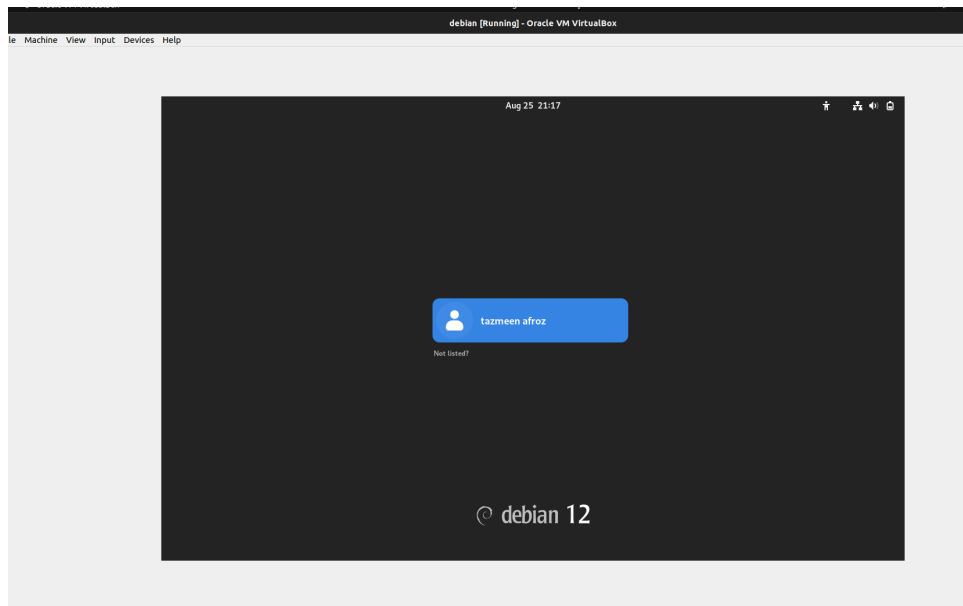 debian [Running] - Oracle VM VirtualBox
le Machine View Input Devices Help
Aug 25 21:17
tazmeen afroz
Not listed?
debian 12